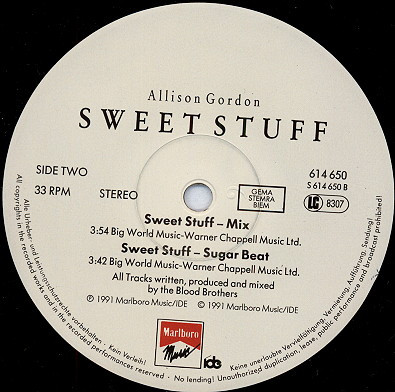 Allison Gordon
SWEET STUFF
SIDE TWO
33 RPM
STEREO
GEMA
STEMRA
BIEM
614 650
S 614 650 B
LC 8307
Sweet Stuff – Mix
3:54 Big World Music-Warner Chappell Music Ltd.
Sweet Stuff – Sugar Beat
3:42 Big World Music-Warner Chappell Music Ltd.
All Tracks written, produced and mixed
by the Blood Brothers
℗ 1991 Marlboro Music/IDE © 1991 Marlboro Music/IDE
Marlboro
Music
ide
Alle Urheber- und Leistungsschutzrechte vorbehalten · Kein Verleih! Keine unerlaubte Vervielfältigung, Vermietung, Aufführung, Sendung!
All copyrights in the recorded works and in the recorded performances reserved · No lending! Unauthorized duplication, lease, public performance and broadcast prohibited!